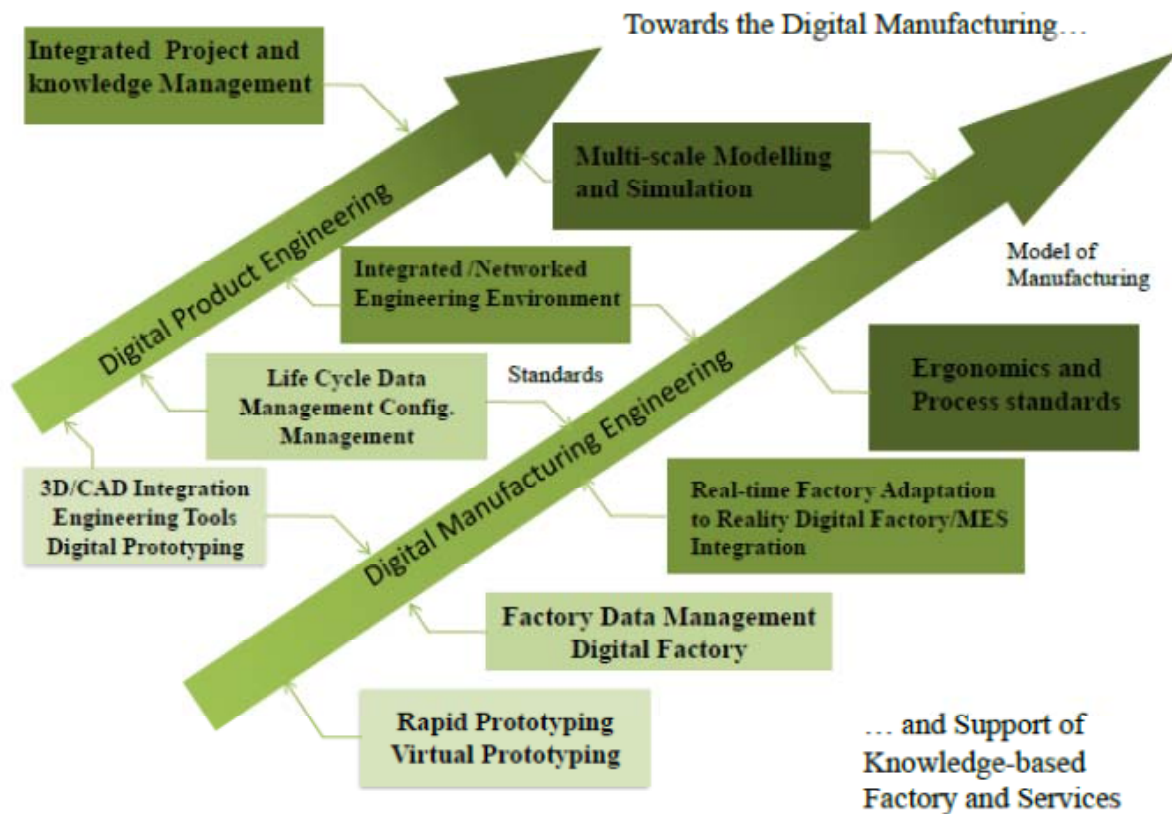 Towards the Digital Manufacturing…
Integrated Project and
knowledge Management
Multi-scale Modelling
and Simulation
Digital Product Engineering
Integrated /Networked
Engineering Environment
Model of
Manufacturing
Life Cycle Data
Management Config.
Management
Standards
Ergonomics and
Process standards
Digital Manufacturing Engineering
3D/CAD Integration
Engineering Tools
Digital Prototyping
Real-time Factory Adaptation
to Reality Digital Factory/MES
Integration
Factory Data Management
Digital Factory
Rapid Prototyping
Virtual Prototyping
… and Support of
Knowledge-based
Factory and Services